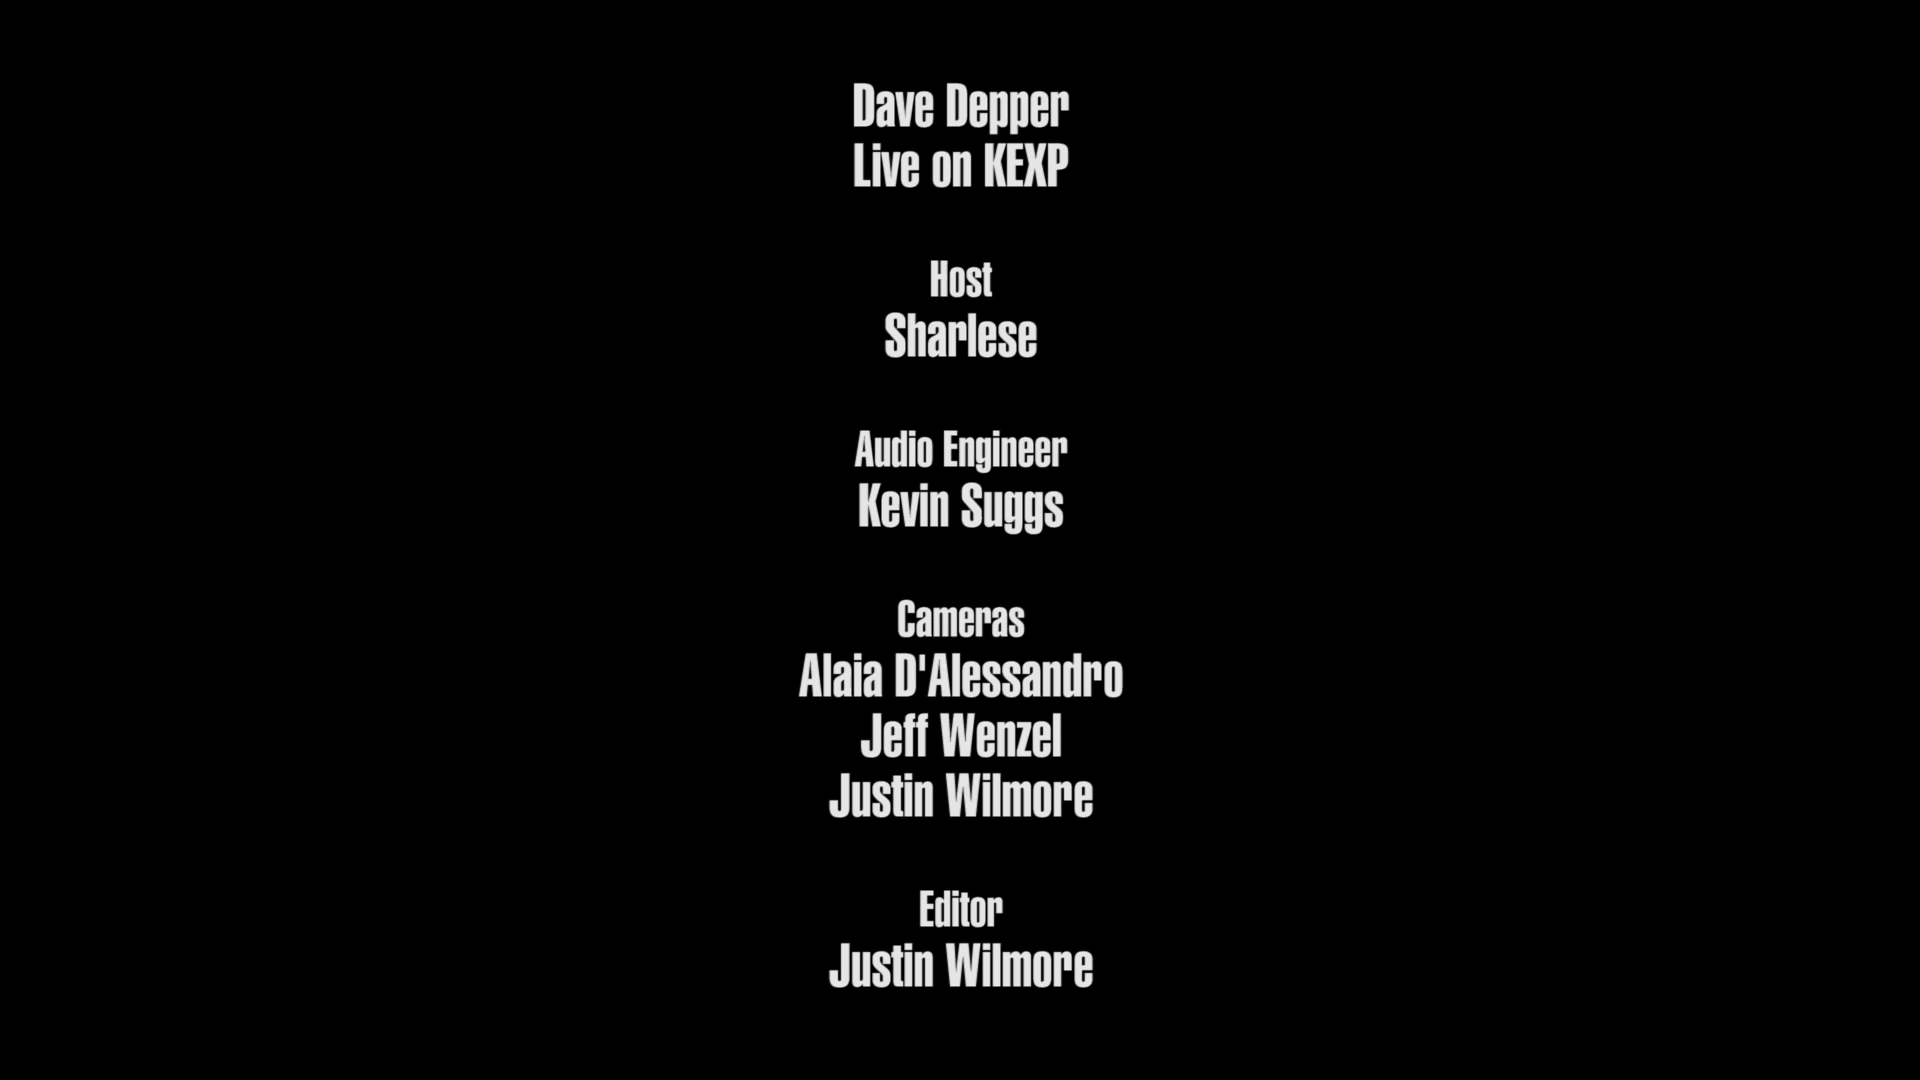 Dave Depper
Live on KEXP
Host
Sharlese
Audio Engineer
Kevin Suggs
Cameras
Alaia D'Alessandro
Jeff Wenzel
Justin Wilmore
Editor
Justin Wilmore